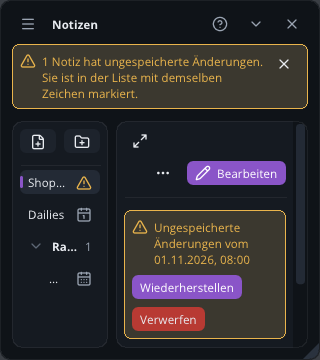 Notizen
1 Notiz hat ungespeicherte Änderungen.
Sie ist in der Liste mit demselben
Zeichen markiert.
Shop...
Dailies
1
Ra...
1
...
Bearbeiten
Ungespeicherte
Änderungen vom
01.11.2026, 08:00
Wiederherstellen
Verwerfen